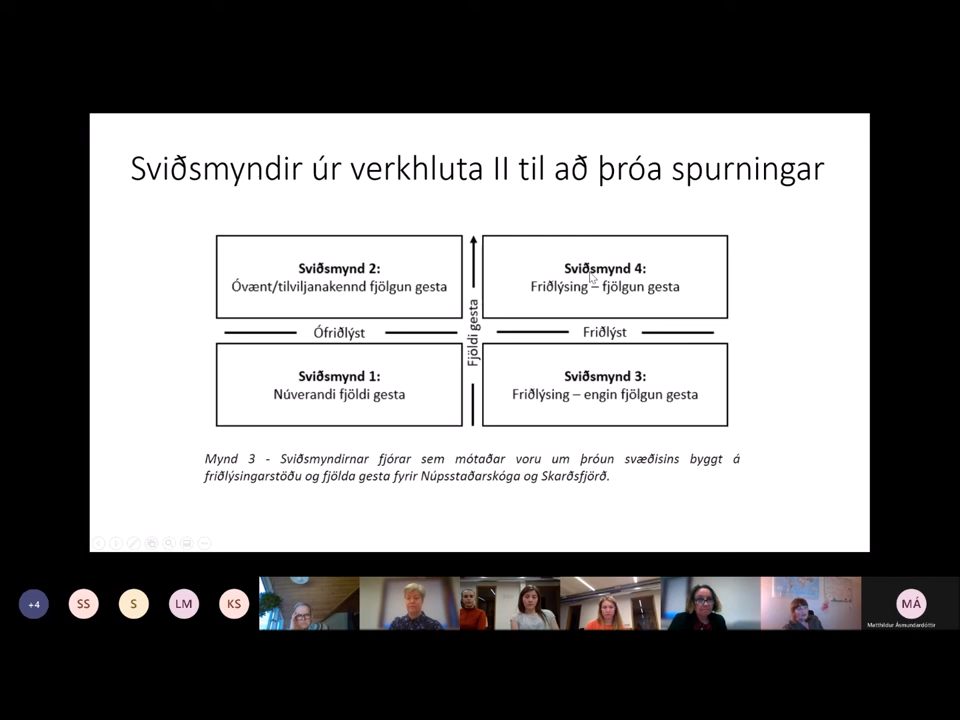 Sviðsmyndir úr verkhluta II til að þróa spurningar
Sviðsmynd 2:
Óvænt/tilviljanakennd fjölgun gesta
Sviðsmynd 4:
Friðlýsing – fjölgun gesta
Fjöldi gesta
Ófriðlýst
Friðlýst
Sviðsmynd 1:
Núverandi fjöldi gesta
Sviðsmynd 3:
Friðlýsing – engin fjölgun gesta
Mynd 3 - Sviðsmyndirnar fjórar sem mótaðar voru um þróun svæðisins byggt á
friðlýsingarstöðu og fjölda gesta fyrir Núpsstaðarskóga og Skarðsfjörð.
+4
SS
S
LM
KS
MÁ
Matthildur Ásmundardóttir